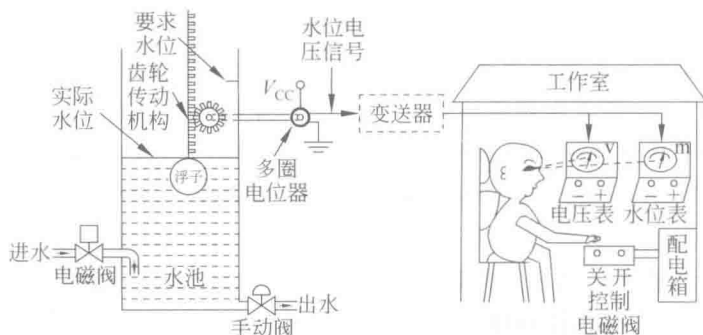 要求
水位
齿轮
传动
机构
实际
水位
浮子
进水
电磁阀
水池
手动阀
出水
V_CC
多圈
电位器
水位电
压信号
变送器
工作室
V
m
− +
− +
电压表
水位表
关 开
控制
电磁阀
配
电
箱